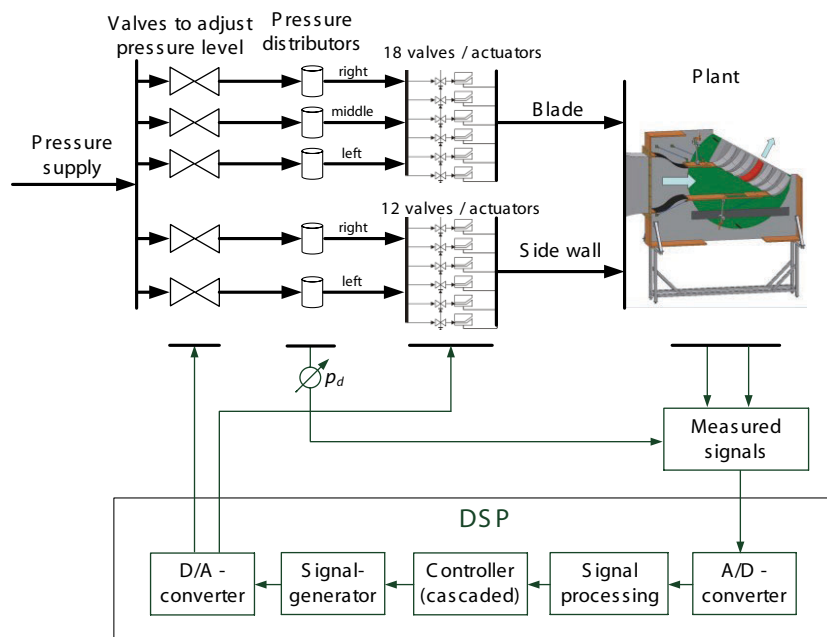 Valves to adjust
pressure level
Pressure
distributors
18 valves / actuators
Plant
right
middle
left
Blade
Pressure
supply
12 valves / actuators
right
left
Side wall
p_d
Measured
signals
DSP
D/A -
converter
Signal-
generator
Controller
(cascaded)
Signal
processing
A/D -
converter